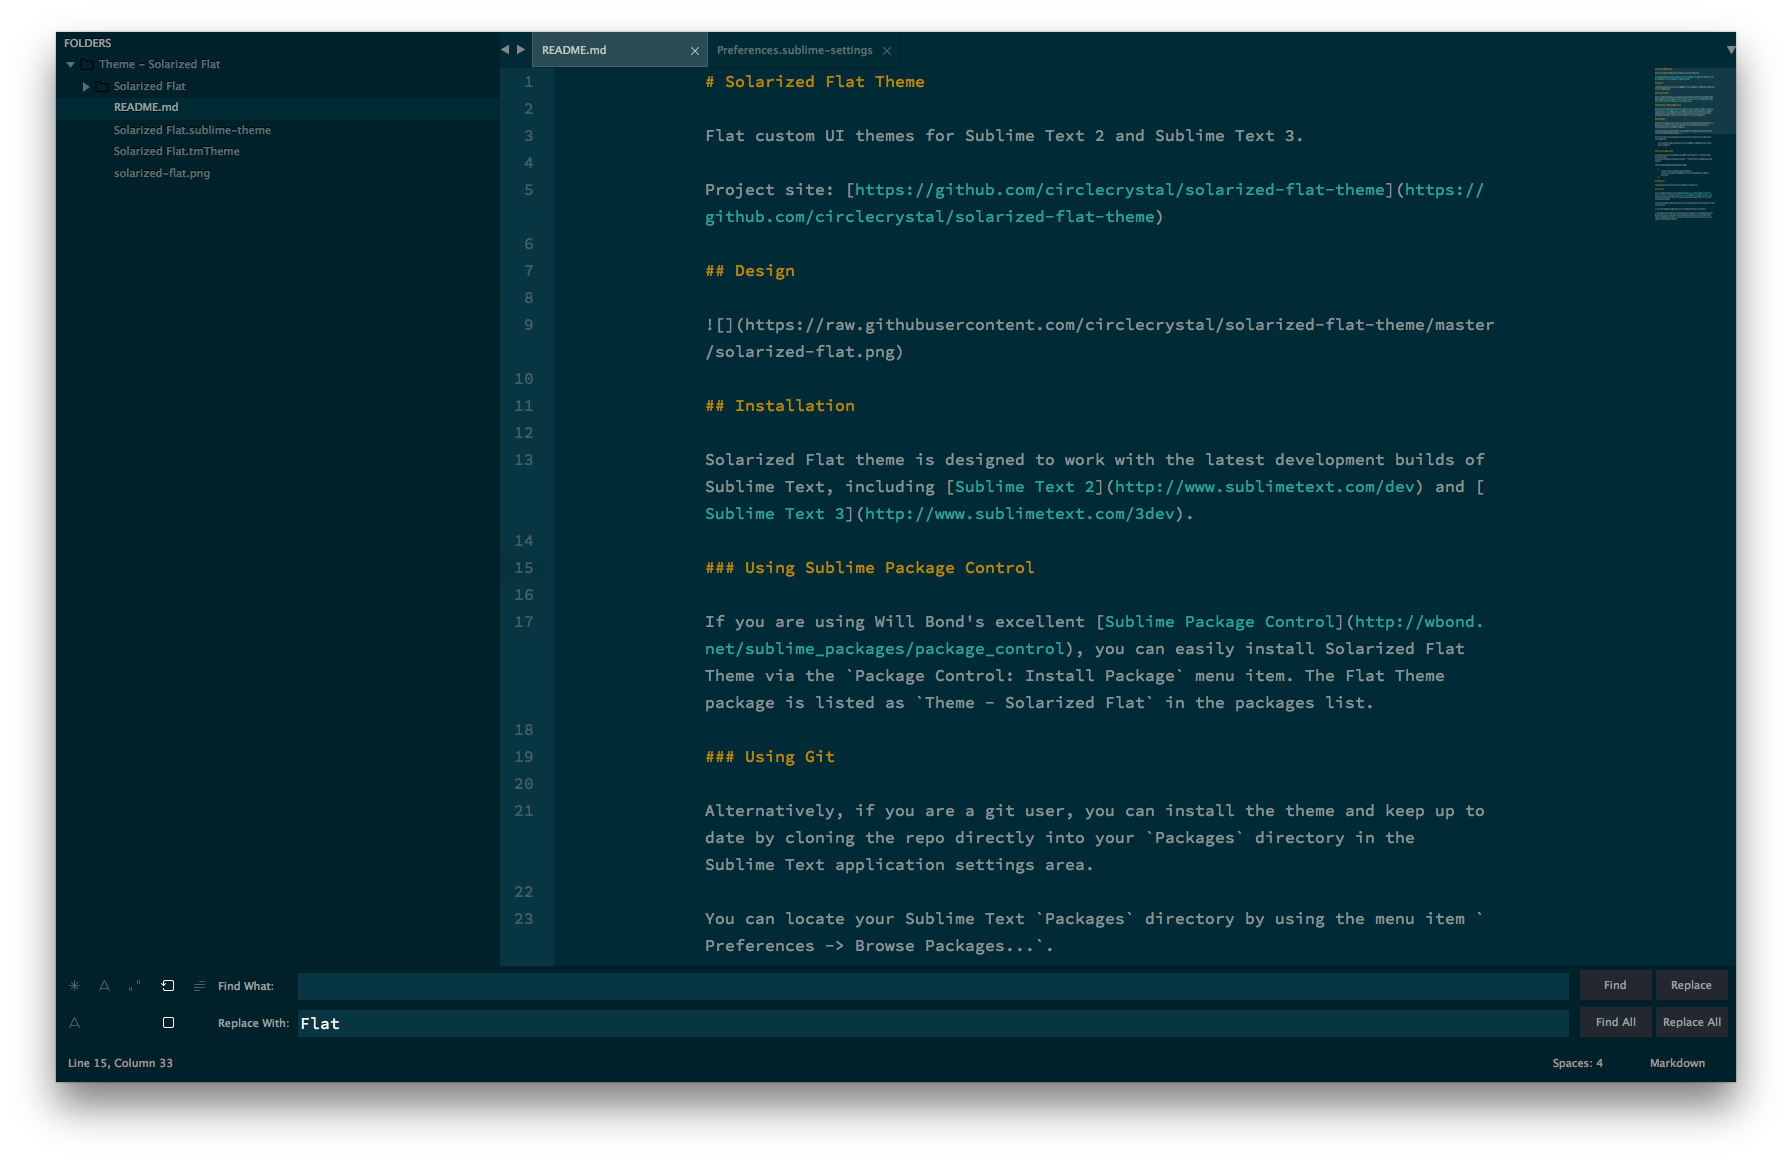 FOLDERS
Theme - Solarized Flat
Solarized Flat
README.md
Solarized Flat.sublime-theme
Solarized Flat.tmTheme
solarized-flat.png
README.md
Preferences.sublime-settings
1 # Solarized Flat Theme
2
3 Flat custom UI themes for Sublime Text 2 and Sublime Text 3.
4
5 Project site: [https://github.com/circlecrystal/solarized-flat-theme](https://
github.com/circlecrystal/solarized-flat-theme)
6
7 ## Design
8
9 ![](https://raw.githubusercontent.com/circlecrystal/solarized-flat-theme/master
/solarized-flat.png)
10
11 ## Installation
12
13 Solarized Flat theme is designed to work with the latest development builds of
Sublime Text, including [Sublime Text 2](http://www.sublimetext.com/dev) and [
Sublime Text 3](http://www.sublimetext.com/3dev).
14
15 ### Using Sublime Package Control
16
17 If you are using Will Bond's excellent [Sublime Package Control](http://wbond.
net/sublime_packages/package_control), you can easily install Solarized Flat
Theme via the `Package Control: Install Package` menu item. The Flat Theme
package is listed as `Theme - Solarized Flat` in the packages list.
18
19 ### Using Git
20
21 Alternatively, if you are a git user, you can install the theme and keep up to
date by cloning the repo directly into your `Packages` directory in the
Sublime Text application settings area.
22
23 You can locate your Sublime Text `Packages` directory by using the menu item `
Preferences -> Browse Packages...`.
Find What:
Find
Replace
Replace With: Flat
Find All
Replace All
Line 15, Column 33
Spaces: 4
Markdown